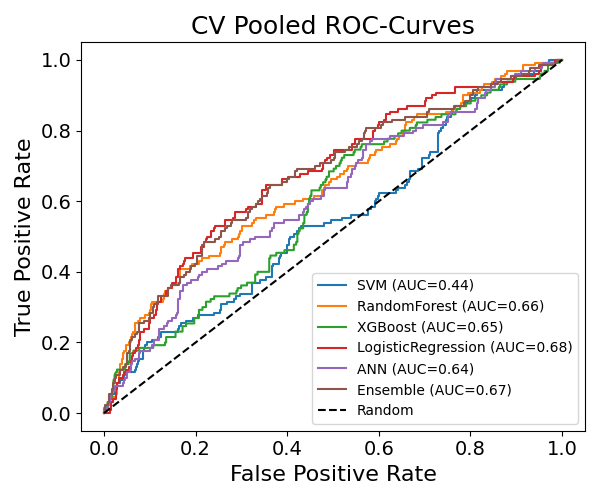 CV Pooled ROC-Curves
True Positive Rate
1.0
0.8
0.6
0.4
0.2
0.0
SVM (AUC=0.44)
RandomForest (AUC=0.66)
XGBoost (AUC=0.65)
LogisticRegression (AUC=0.68)
ANN (AUC=0.64)
Ensemble (AUC=0.67)
Random
0.0 0.2 0.4 0.6 0.8 1.0
False Positive Rate